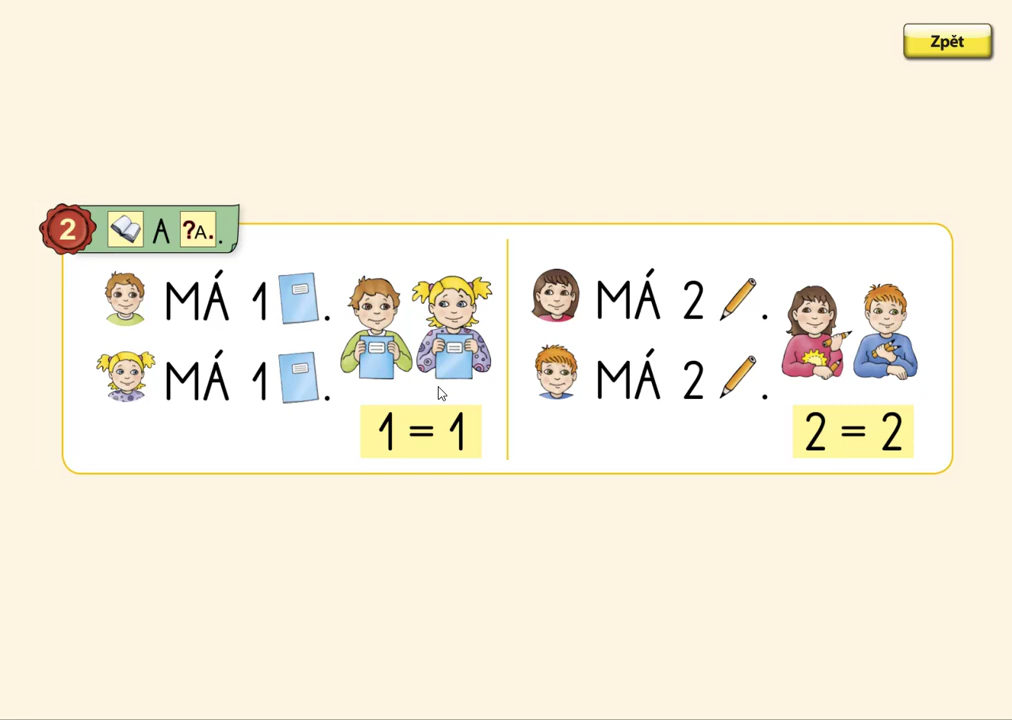 Zpět
2 A ?A. .
MÁ 1 .
MÁ 1 .
1 = 1
MÁ 2 .
MÁ 2 .
2 = 2